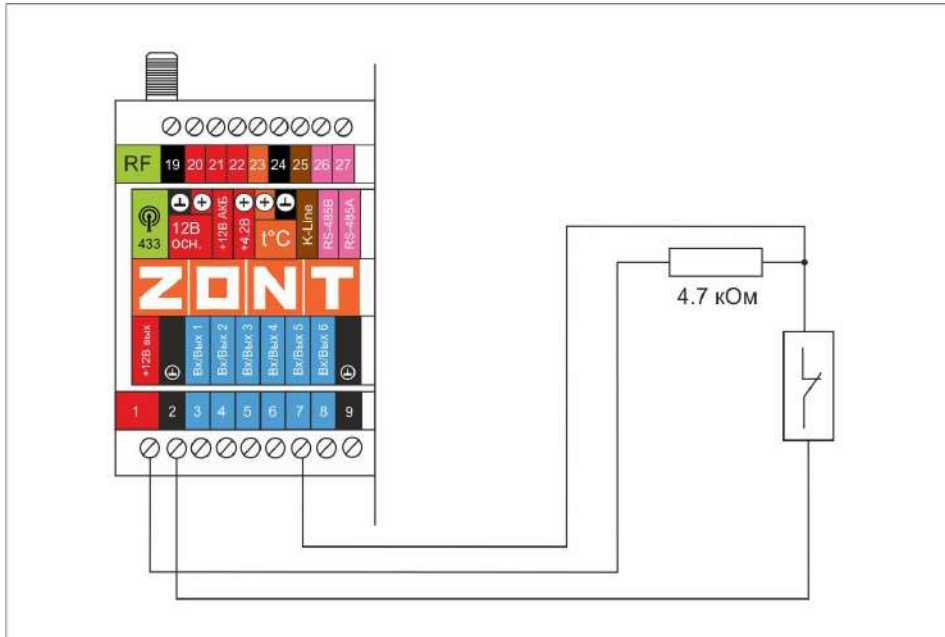 RF 19 20 21 22 23 24 25 26 27
433
12В осн.
+12В АКБ
+4.2В
t°C
K-Line
RS-485B
RS-485A
ZONT
+12В вых
Вх/Вых 1
Вх/Вых 2
Вх/Вых 3
Вх/Вых 4
Вх/Вых 5
Вх/Вых 6
1 2 3 4 5 6 7 8 9
4.7 кОм